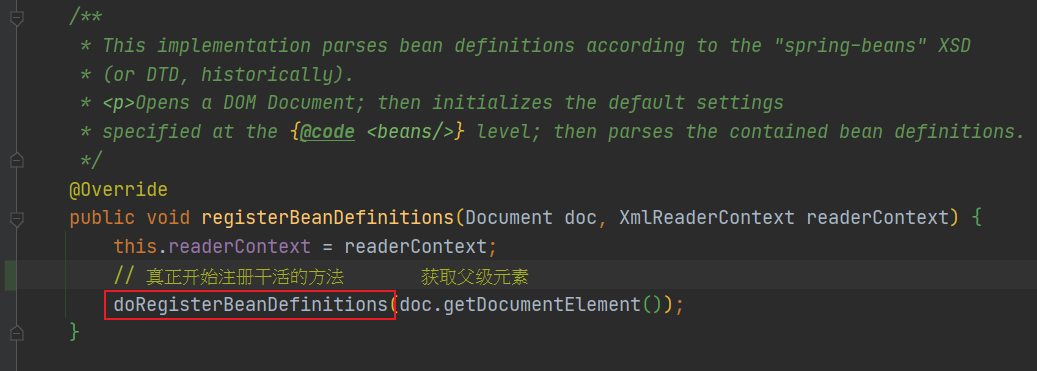 /**
* This implementation parses bean definitions according to the "spring-beans" XSD
* (or DTD, historically).
* <p>Opens a DOM Document; then initializes the default settings
* specified at the {@code <beans/>} level; then parses the contained bean definitions.
*/
@Override
public void registerBeanDefinitions(Document doc, XmlReaderContext readerContext) {
this.readerContext = readerContext;
// 真正开始注册干活的方法 获取父级元素
doRegisterBeanDefinitions(doc.getDocumentElement());
}